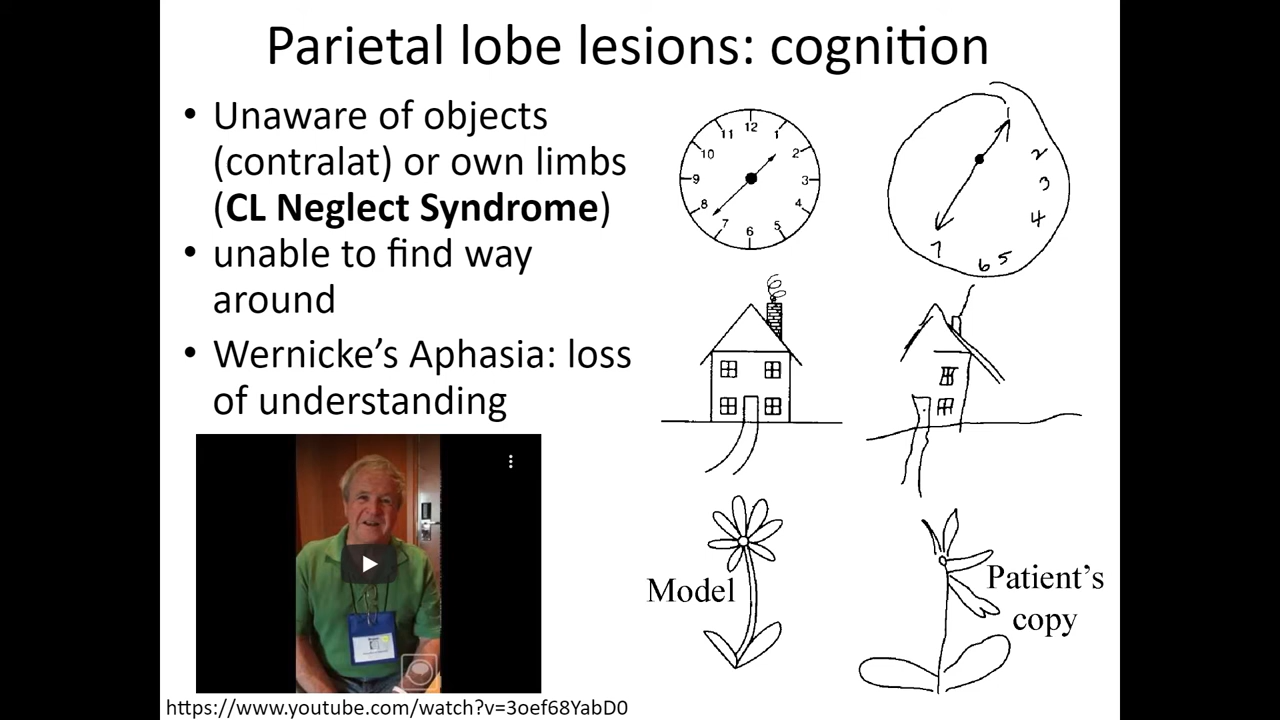 Parietal lobe lesions: cognition
• Unaware of objects
(contralat) or own limbs
(CL Neglect Syndrome)
• unable to find way
around
• Wernicke’s Aphasia: loss
of understanding
12
11
1
10
2
9
3
8
4
7
5
6
2
3
4
7
6
5
Model
Patient’s
copy
https://www.youtube.com/watch?v=3oef68YabD0